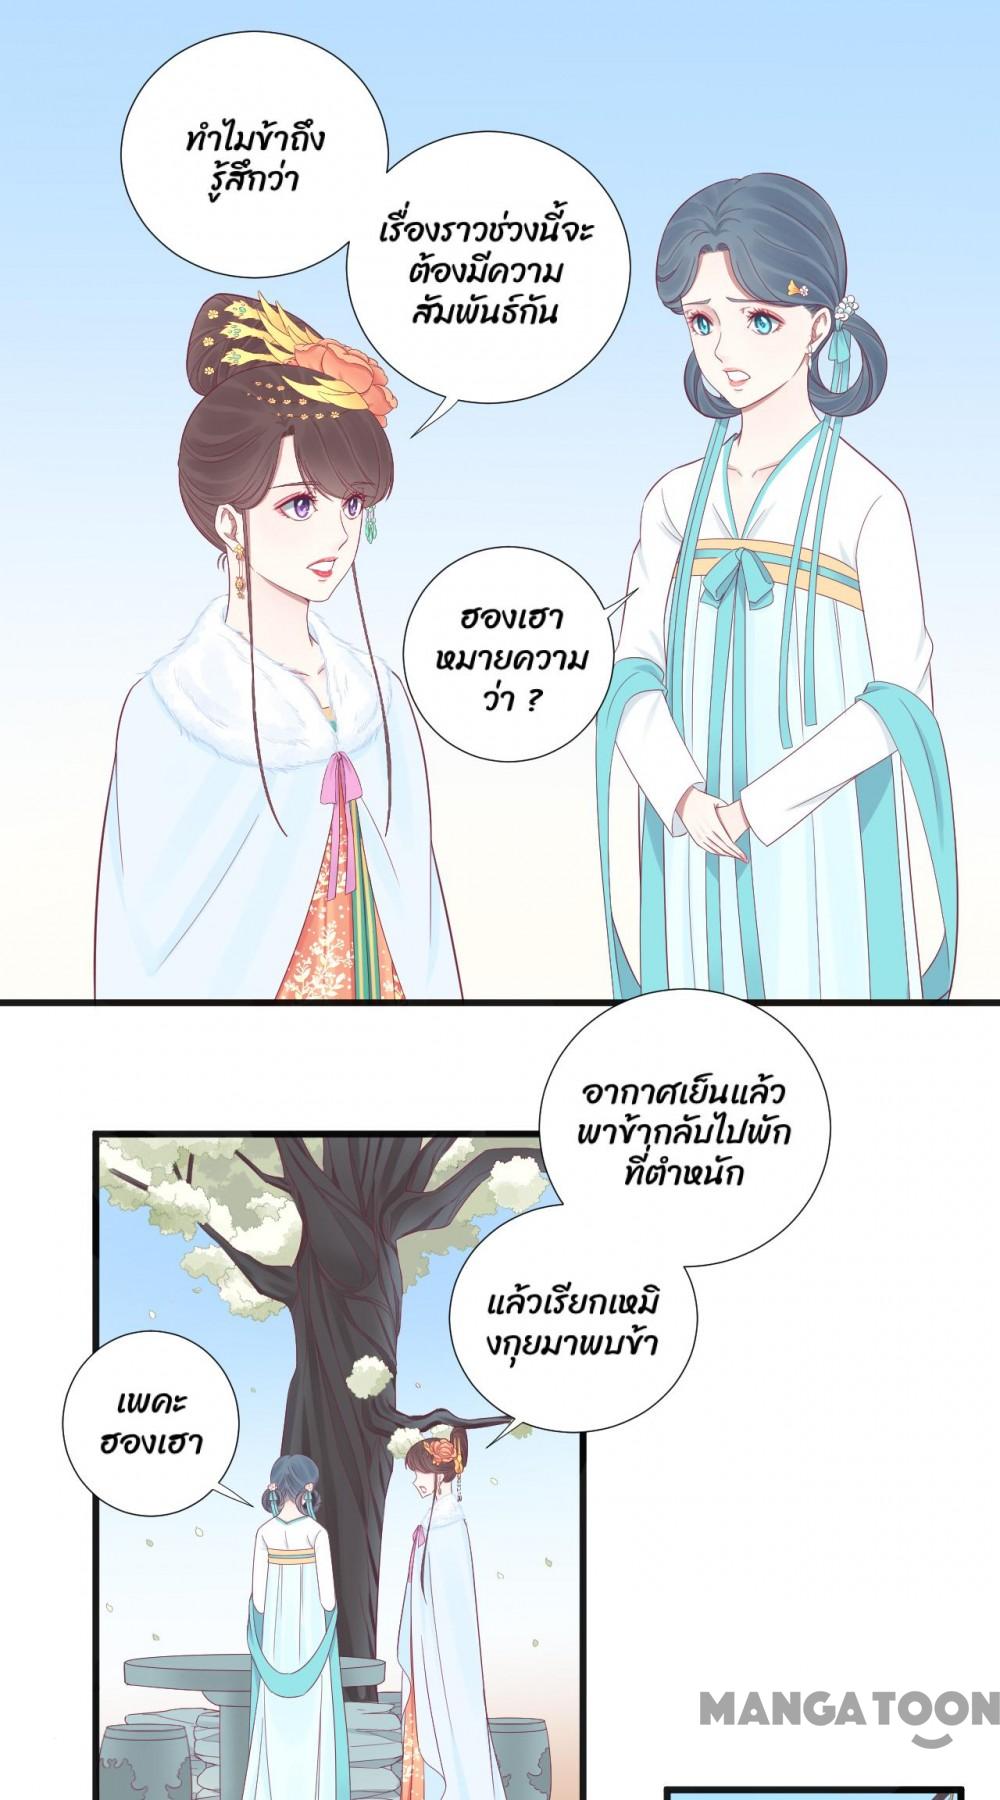 ทำไมข้าถึง
รู้สึกว่า
เรื่องราวช่วงนี้จะ
ต้องมีความ
สัมพันธ์กัน
ฮองเฮา
หมายความ
ว่า ?
อากาศเย็นแล้ว
พาข้ากลับไปพัก
ที่ตำหนัก
แล้วเรียกเหมิ
งกุยมาพบข้า
เพคะ
ฮองเฮา
MANGATOON